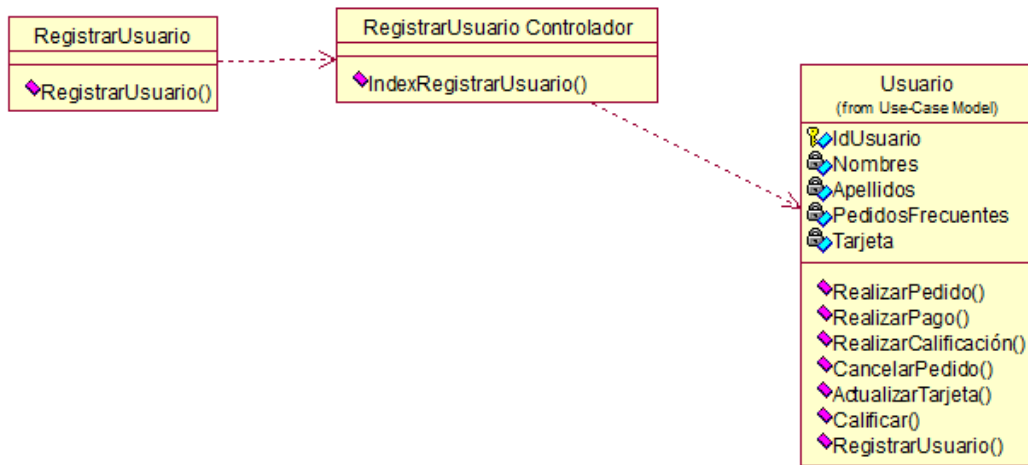 RegistrarUsuario
RegistrarUsuario()
RegistrarUsuario Controlador
IndexRegistrarUsuario()
Usuario
(from Use-Case Model)
IdUsuario
Nombres
Apellidos
PedidosFrecuentes
Tarjeta
RealizarPedido()
RealizarPago()
RealizarCalificación()
CancelarPedido()
ActualizarTarjeta()
Calificar()
RegistrarUsuario()